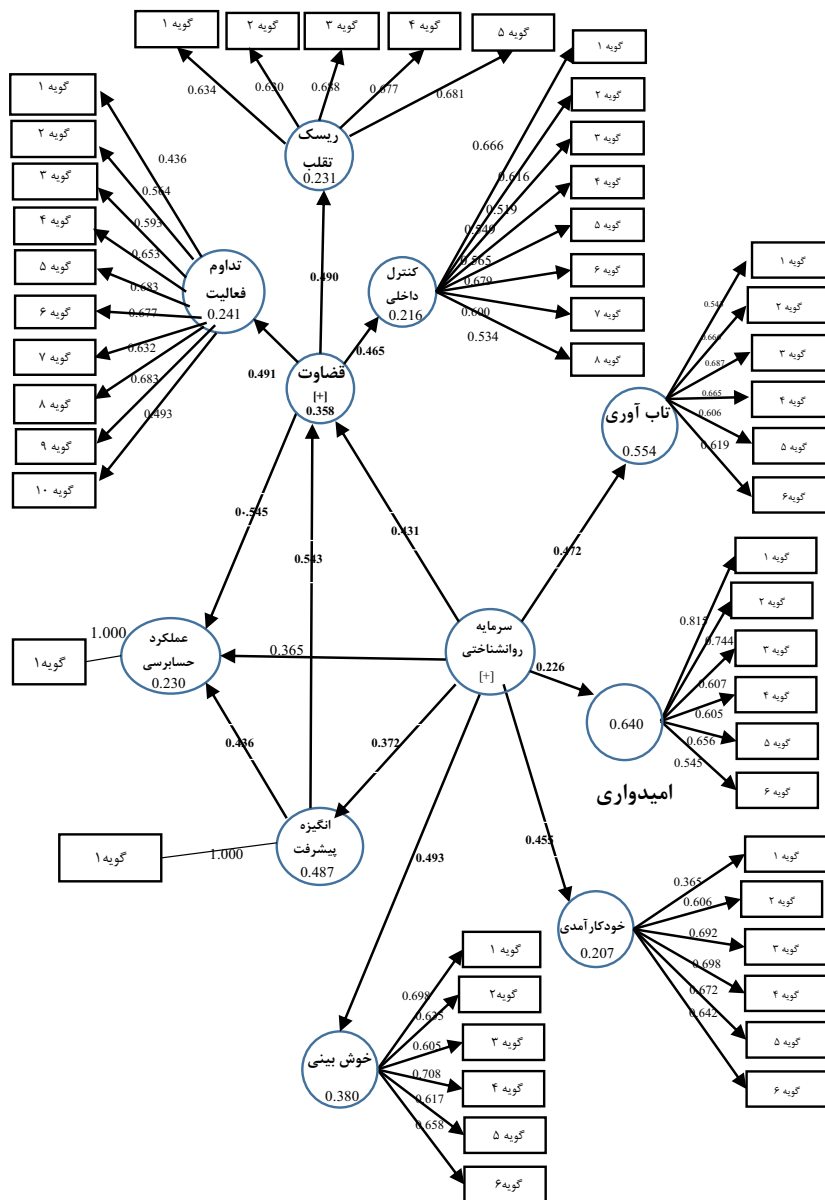 گویه ۱
گویه ۲
گویه ۳
گویه ۴
گویه ۵
0.634
0.630
0.688
0.677
0.681
ریسک
تقلب
0.231
گویه ۱
گویه ۲
گویه ۳
گویه ۴
گویه ۵
گویه ۶
گویه ۷
گویه ۸
گویه ۹
گویه ۱۰
0.436
0.564
0.593
0.653
0.683
0.677
0.632
0.683
0.493
تداوم
فعالیت
0.241
گویه ۱
گویه ۲
گویه ۳
گویه ۴
گویه ۵
گویه ۶
گویه ۷
گویه ۸
0.666
0.616
0.519
0.549
0.565
0.679
0.600
0.534
کنترل
داخلی
0.216
0.490
0.465
0.491
قضاوت
[+]
0.358
گویه ۱
گویه ۲
گویه ۳
گویه ۴
گویه ۵
گویه۶
0.666
0.687
0.665
0.606
0.619
تاب آوری
0.554
0.545
0.543
0.431
0.472
گویه۱
1.000
عملکرد
حسابرسی
0.230
0.365
سرمایه
روانشناختی
[+]
0.226
گویه ۱
گویه ۲
گویه ۳
گویه ۴
گویه ۵
گویه ۶
0.815
0.744
0.607
0.605
0.656
0.545
0.640
امیدواری
0.436
0.372
گویه۱
1.000
انگیزه
پیشرفت
0.487
0.493
0.455
گویه ۱
گویه ۲
گویه ۳
گویه ۴
گویه ۵
گویه ۶
0.365
0.606
0.692
0.698
0.672
0.642
خودکارآمدی
0.207
گویه ۱
گویه۲
گویه ۳
گویه ۴
گویه ۵
گویه۶
0.698
0.635
0.605
0.708
0.617
0.658
خوش بینی
0.380